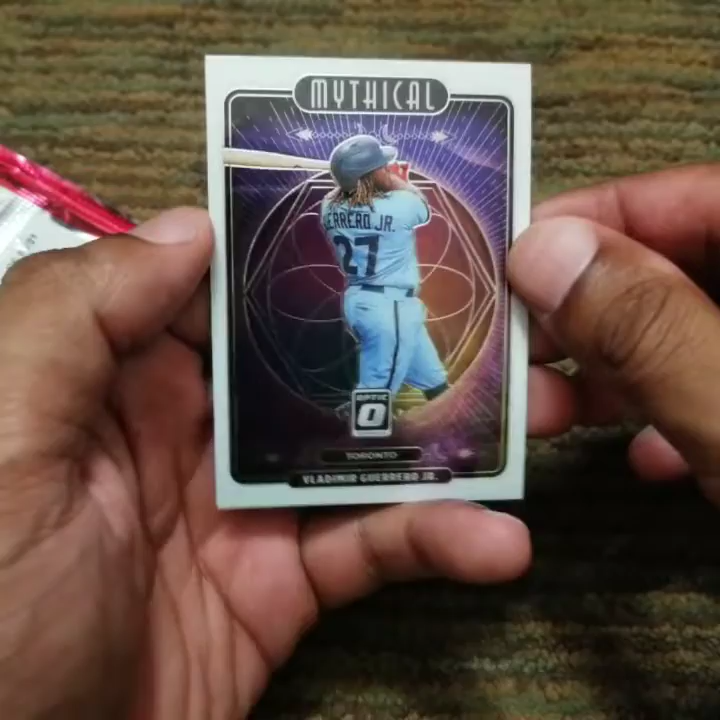 MYTHICAL
ERRERO JR.
27
OPTIC
TORONTO
VLADIMIR GUERRERO JR.